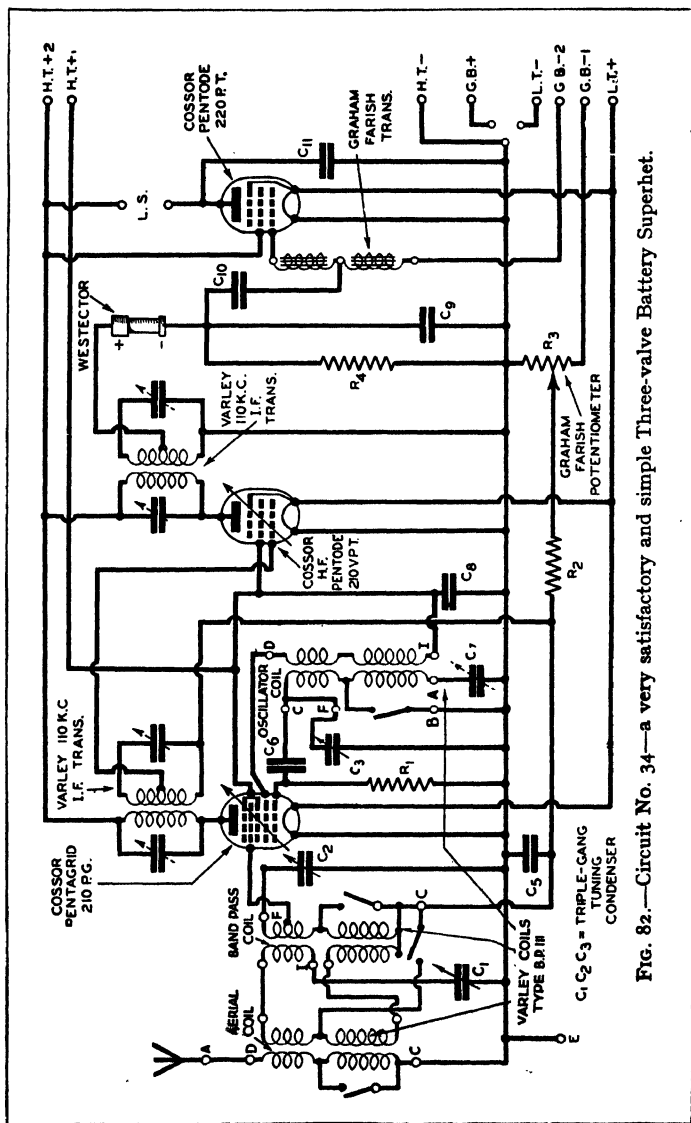 H.T.+2
H.T.+1
COSSOR
PENTODE
220 P.T.
L.S.
C11
GRAHAM
FARISH
TRANS.
H.T.-
G.B.+
L.T.-
G.B.-2
G.B.-1
L.T.+
WESTECTOR
+
-
C10
C9
R4
R3
GRAHAM
FARISH
POTENTIOMETER
VARLEY
110 K.C.
I.F.
TRANS.
COSSOR
H.F.
PENTODE
210 V.P.T.
R2
C8
D
I
OSCILLATOR
COIL
C
F
A
B
C7
C6
C3
R1
VARLEY 110 K.C
I.F. TRANS.
COSSOR
PENTAGRID
210 P.G.
C2
C5
BAND PASS
COIL
F
I
C
C1
AERIAL
COIL
A
D
C
E
VARLEY COILS
TYPE B.P.III
C1 C2 C3 = TRIPLE-GANG
TUNING
CONDENSER
FIG. 82.—Circuit No. 34—a very satisfactory and simple Three-valve Battery Superhet.